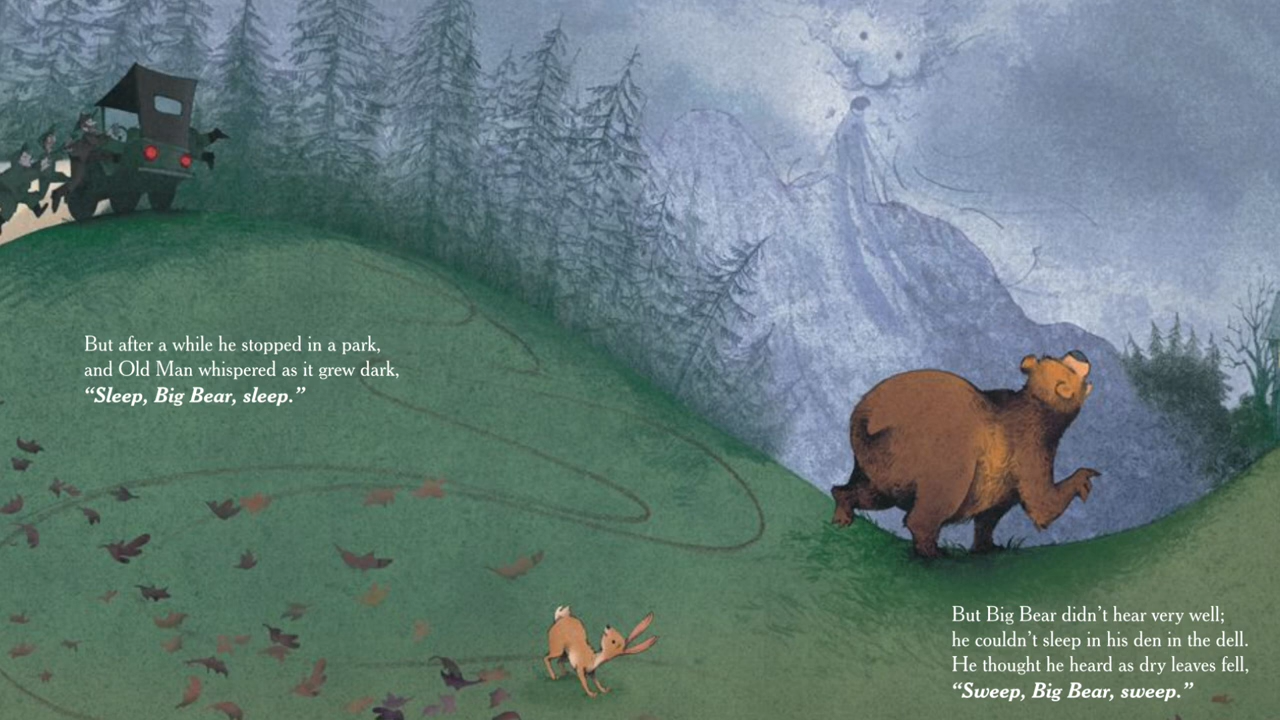 But after a while he stopped in a park,
and Old Man whispered as it grew dark,
“Sleep, Big Bear, sleep.”
But Big Bear didn’t hear very well;
he couldn’t sleep in his den in the dell.
He thought he heard as dry leaves fell,
“Sweep, Big Bear, sweep.”